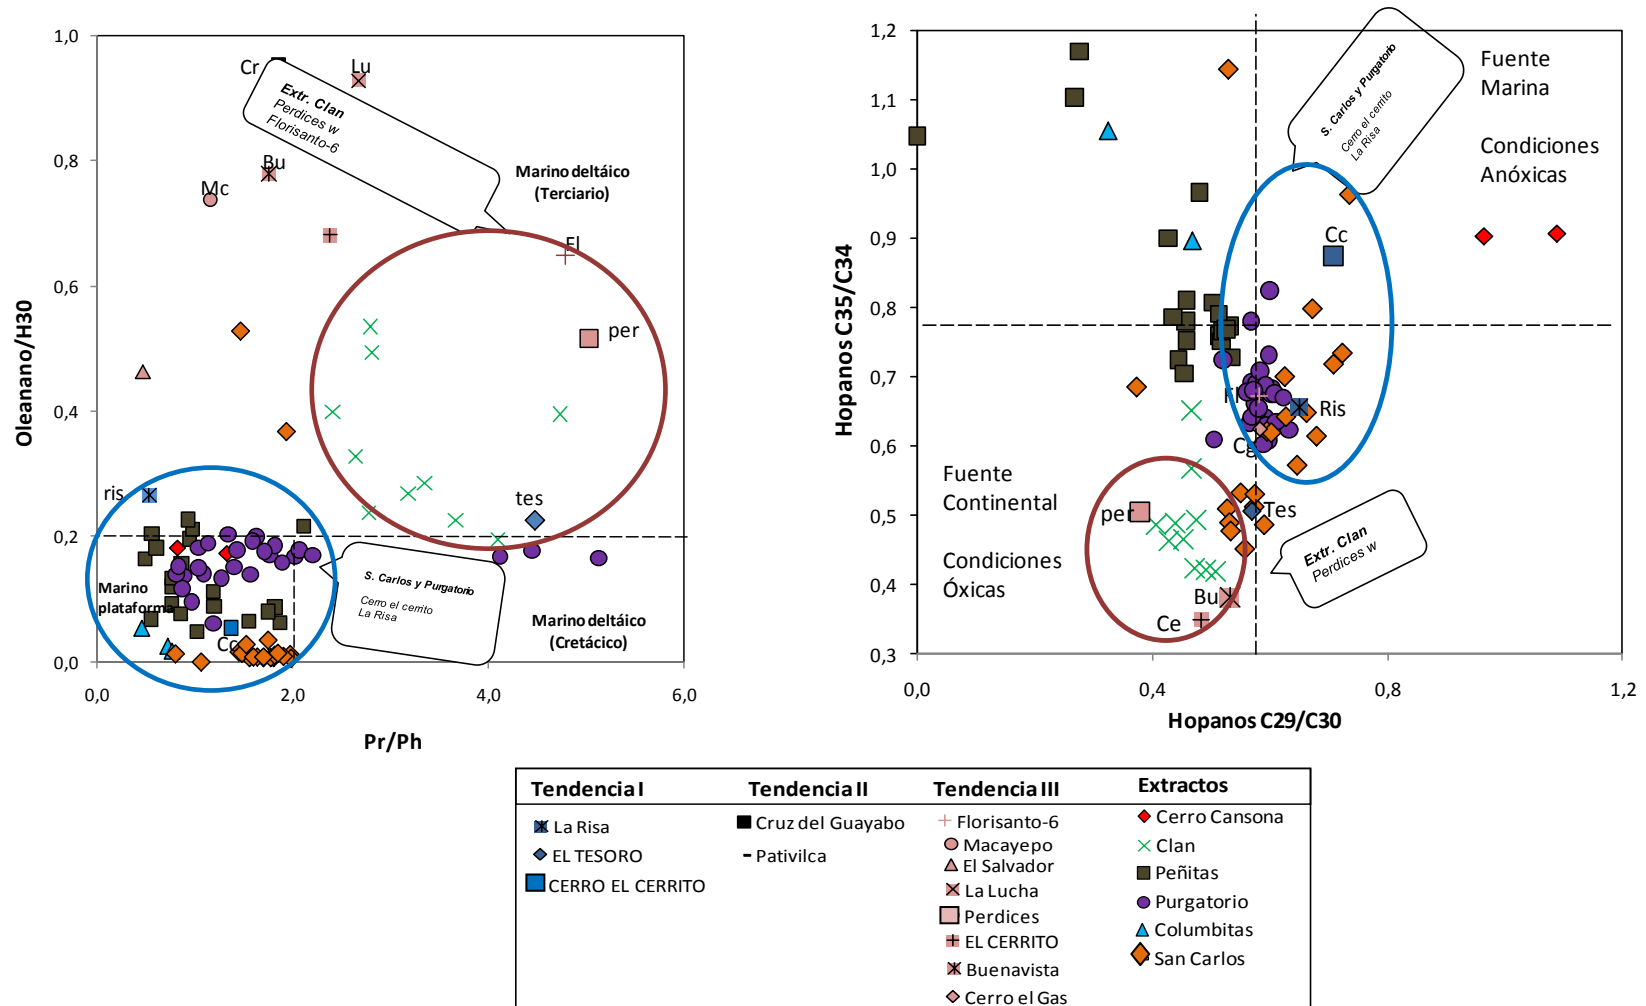 1,0
0,8
0,6
0,4
0,2
0,0
0,0
2,0
4,0
6,0
Oleanano/H30
Pr/Ph
Cr
Lu
Bu
Mc
Fl
per
tes
ris
Cc
Extr. Clan
Perdices w
Florisanto-6
Marino deltáico
(Terciario)
Marino
plataforma
S. Carlos y Purgatorio
Cerro el cerrito
La Risa
Marino deltáico
(Cretácico)
1,2
1,1
1,0
0,9
0,8
0,7
0,6
0,5
0,4
0,3
0,0
0,4
0,8
1,2
Hopanos C35/C34
Hopanos C29/C30
S. Carlos y Purgatorio
Cerro el cerrito
La Risa
Fuente
Marina
Condiciones
Anóxicas
Cc
Fl
Ris
Cg
Fuente
Continental
per
Tes
Condiciones
Óxicas
Bu
Ce
Extr. Clan
Perdices w
Tendencia I
La Risa
EL TESORO
CERRO EL CERRITO
Tendencia II
Cruz del Guayabo
Pativilca
Tendencia III
Florisanto-6
Macayepo
El Salvador
La Lucha
Perdices
EL CERRITO
Buenavista
Cerro el Gas
Extractos
Cerro Cansona
Clan
Peñitas
Purgatorio
Columbitas
San Carlos